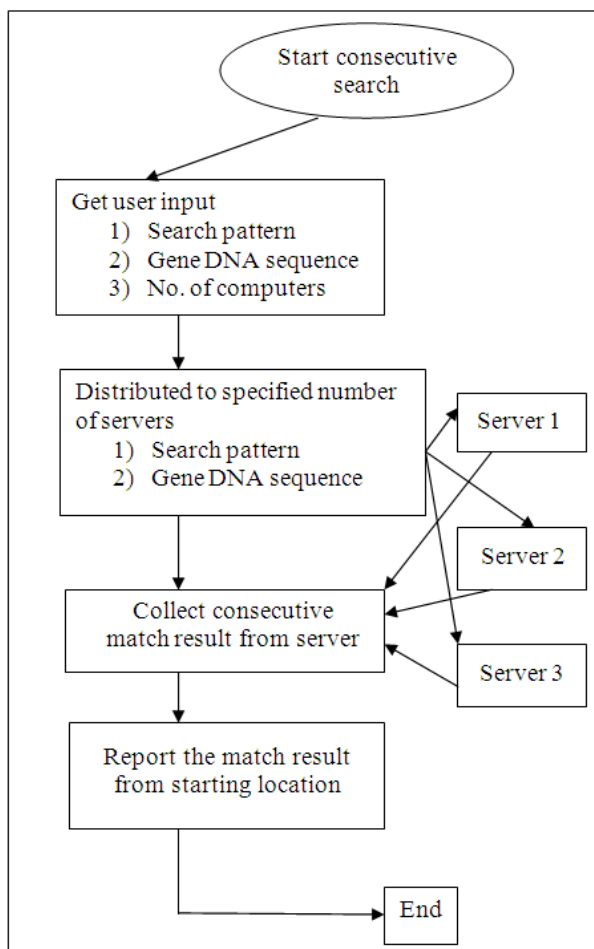 Start consecutive
search
Get user input
1) Search pattern
2) Gene DNA sequence
3) No. of computers
Distributed to specified number
of servers
1) Search pattern
2) Gene DNA sequence
Server 1
Server 2
Server 3
Collect consecutive
match result from server
Report the match result
from starting location
End